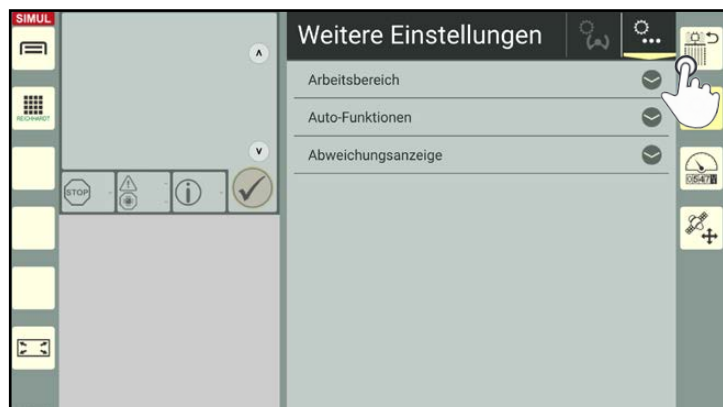 SIMUL
Weitere Einstellungen
REICHHARDT
Arbeitsbereich
Auto-Funktionen
Abweichungsanzeige
STOP